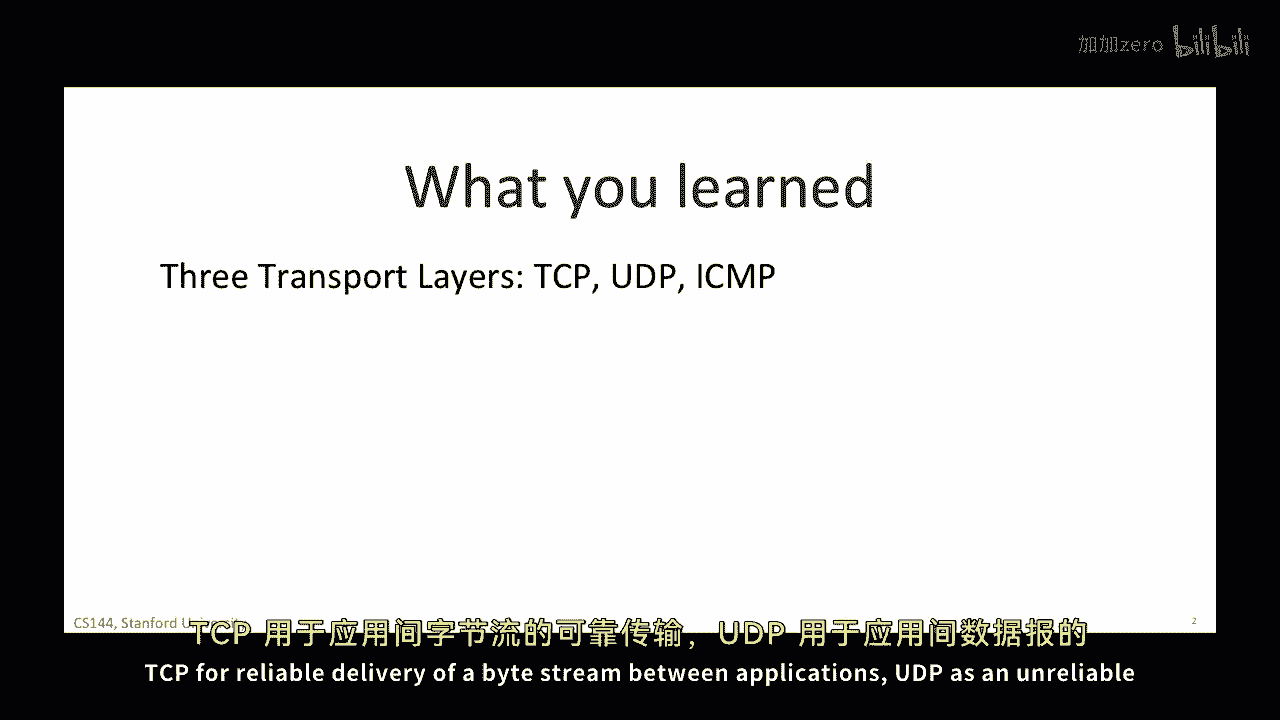 加加zero bilibili
What you learned
Three Transport Layers: TCP, UDP, ICMP
CS144, Stanford
2
TCP 用于应用间字节流的可靠传输，UDP 用于应用间数据报的
TCP for reliable delivery of a byte stream between applications, UDP as an unreliable